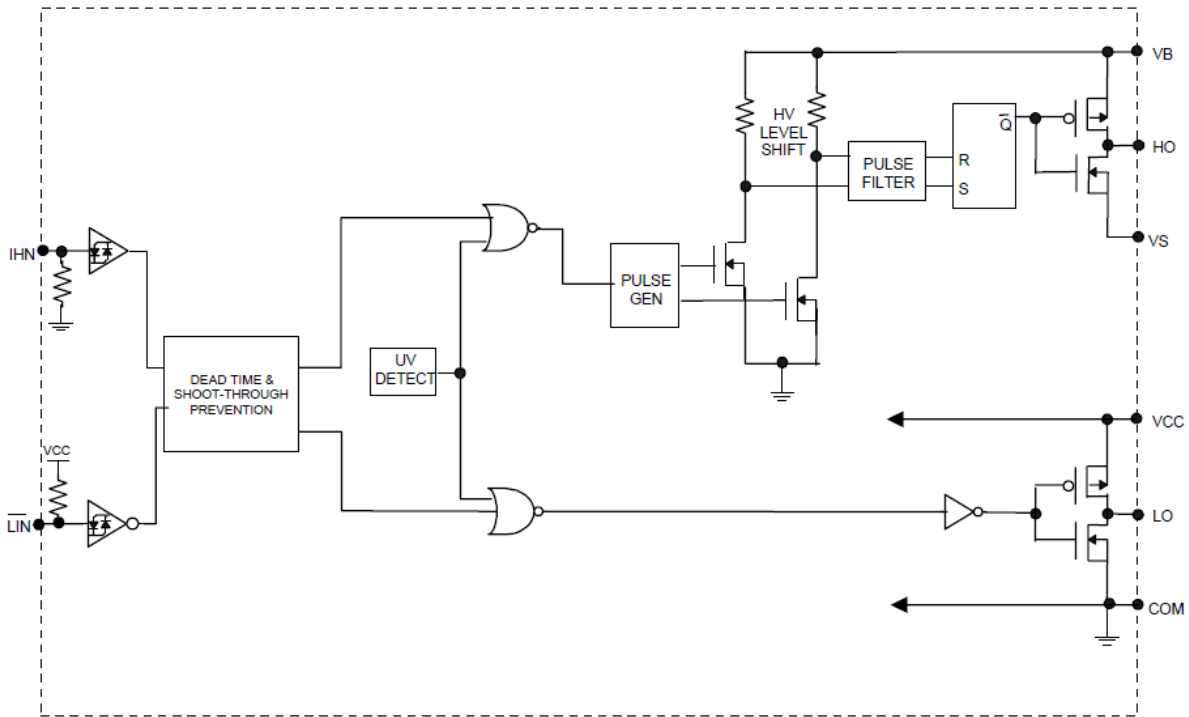 VB
HV
LEVEL
SHIFT
Q̅
HO
PULSE
FILTER
R
S
VS
IHN
PULSE
GEN
UV
DETECT
DEAD TIME &
SHOOT-THROUGH
PREVENTION
VCC
VCC
L̅I̅N̅
LO
COM